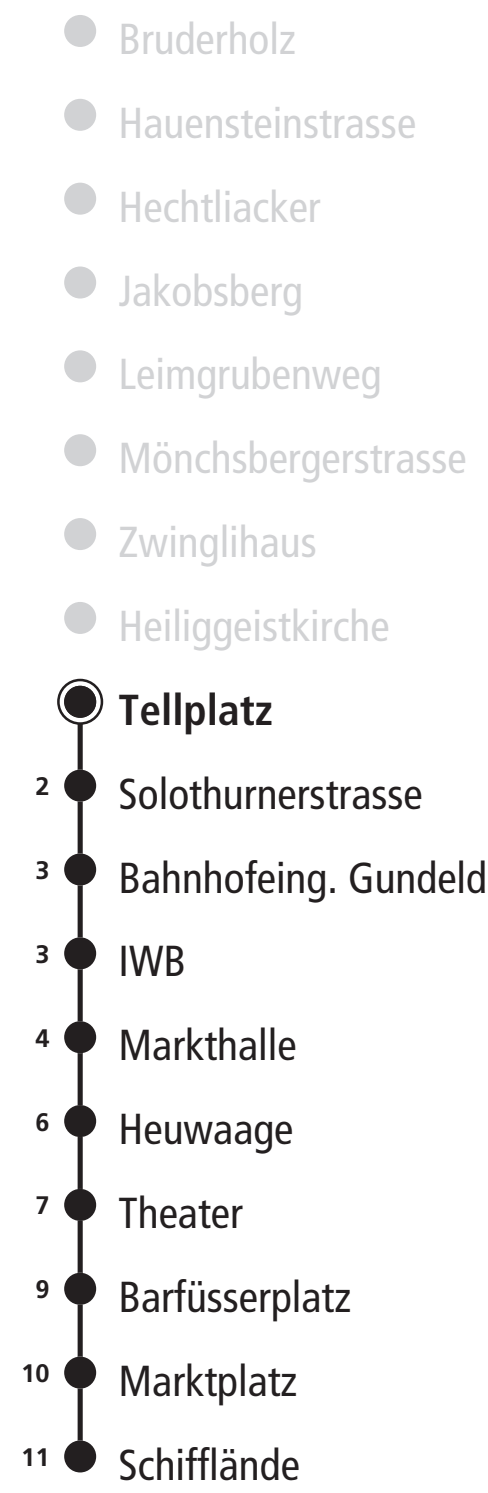 Bruderholz
Hauensteinstrasse
Hechtliacker
Jakobsberg
Leimgrubenweg
Mönchsbergerstrasse
Zwinglihaus
Heiliggeistkirche
Tellplatz
2 Solothurnerstrasse
3 Bahnhofeing. Gundeld
3 IWB
4 Markthalle
6 Heuwaage
7 Theater
9 Barfüsserplatz
10 Marktplatz
11 Schifflände